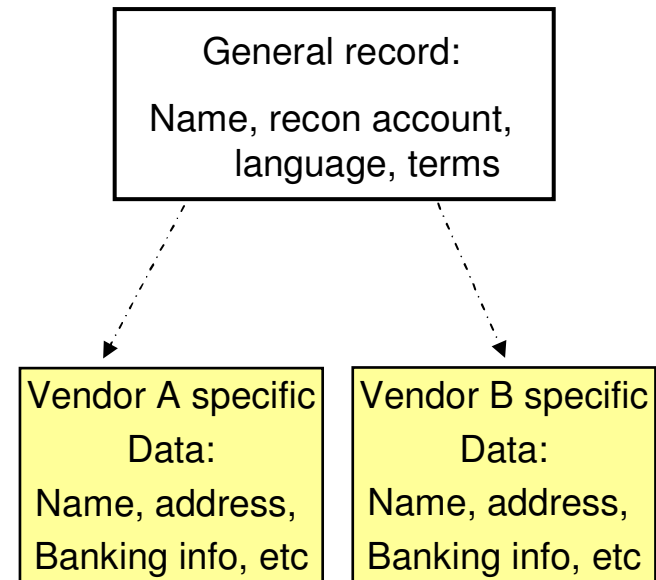 General record:
Name, recon account,
language, terms
Vendor A specific
Data:
Name, address,
Banking info, etc
Vendor B specific
Data:
Name, address,
Banking info, etc